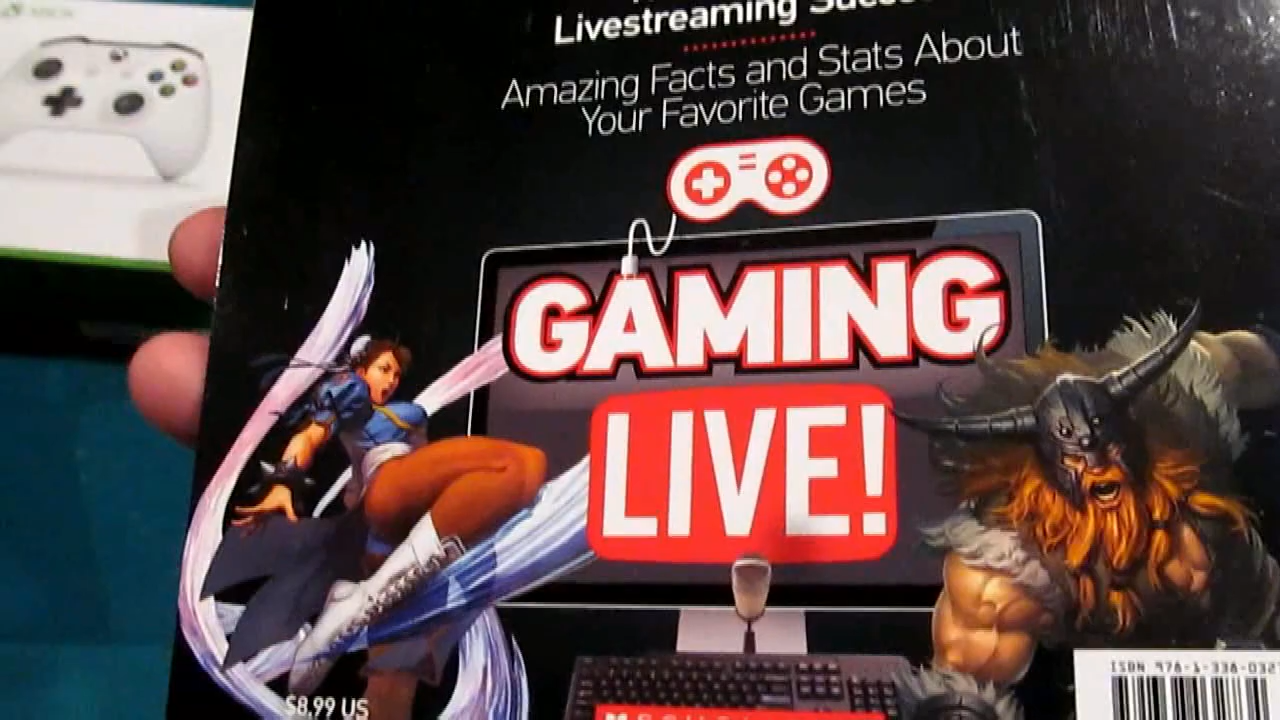 XBOX
Livestreaming
Amazing Facts and Stats About
Your Favorite Games
GAMING
LIVE!
$8.99 US
ISBN 978-1-338-032